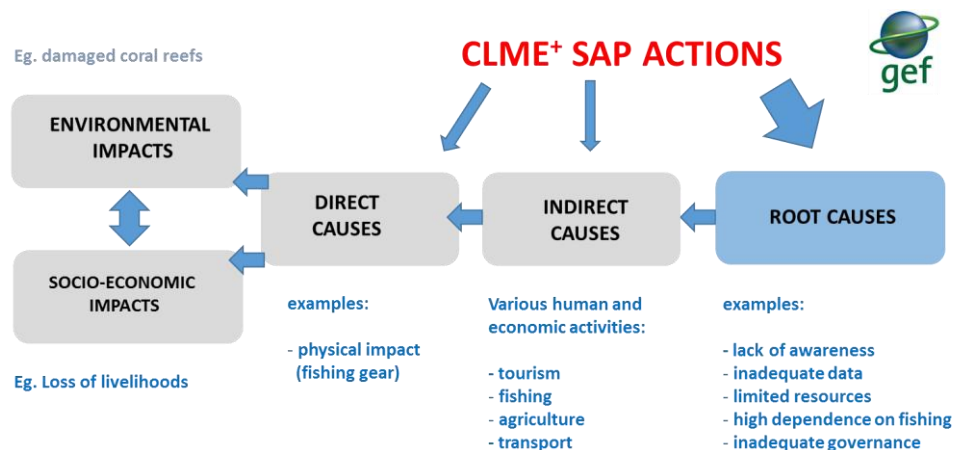 Eg. damaged coral reefs
CLME+ SAP ACTIONS
gef
ENVIRONMENTAL
IMPACTS
DIRECT
CAUSES
INDIRECT
CAUSES
ROOT CAUSES
SOCIO-ECONOMIC
IMPACTS
Eg. Loss of livelihoods
examples:
- physical impact
(fishing gear)
Various human and
economic activities:
- tourism
- fishing
- agriculture
- transport
examples:
- lack of awareness
- inadequate data
- limited resources
- high dependence on fishing
- inadequate governance